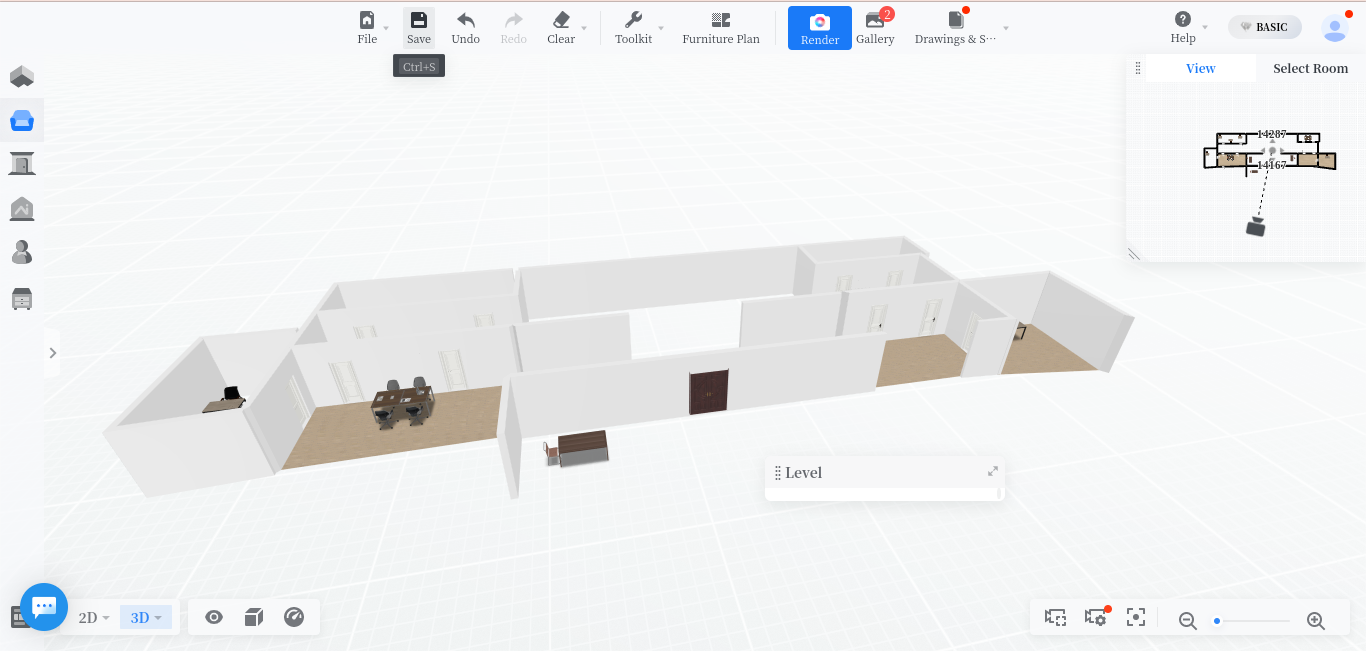 File
Save
Undo
Redo
Clear
Toolkit
Furniture Plan
Render
Gallery
2
Drawings & S···
Help
BASIC
Ctrl+S
View
Select Room
14287
14167
Level
2D
3D